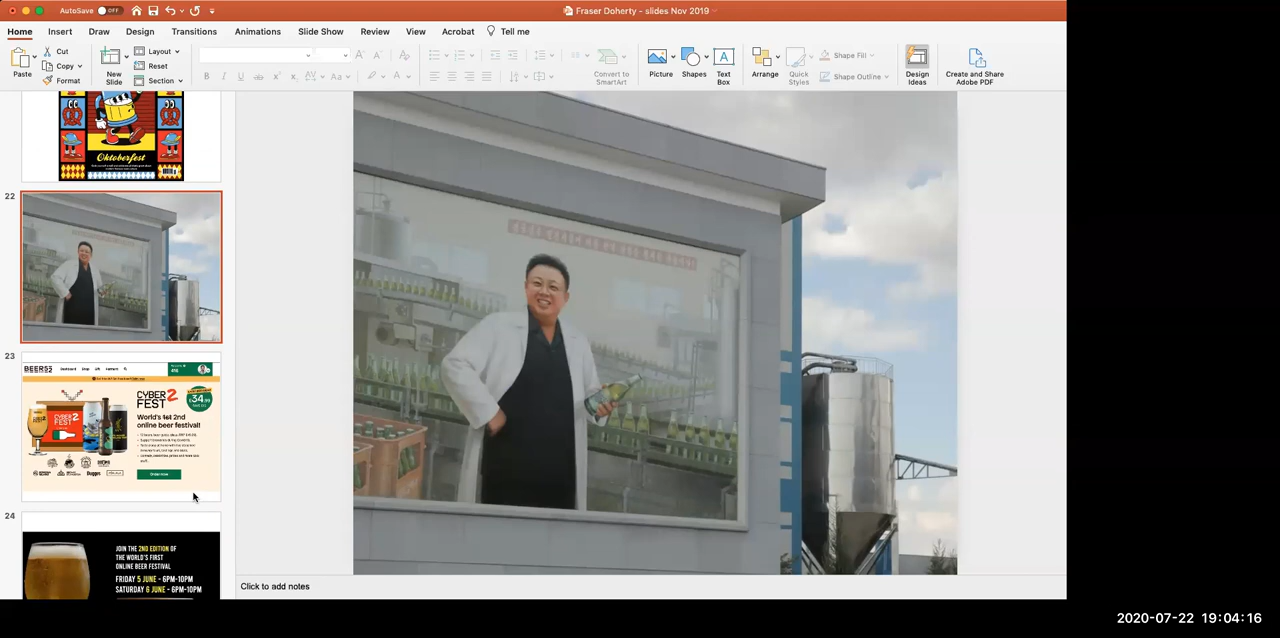 AutoSave
OFF
Fraser Doherty - slides Nov 2019
Home
Insert
Draw
Design
Transitions
Animations
Slide Show
Review
View
Acrobat
Tell me
Paste
Cut
Copy
Format
New
Slide
Layout
Reset
Section
Convert to
SmartArt
Picture
Shapes
Text
Box
Arrange
Quick
Styles
Shape Fill
Shape Outline
Design
Ideas
Create and Share
Adobe PDF
Oktoberfest
22
23
BEER52
CYBER
FEST 2
£34
World's 1st 2nd
online beer festival!
24
JOIN THE 2ND EDITION OF
THE WORLD'S FIRST
ONLINE BEER FESTIVAL
FRIDAY 5 JUNE - 6PM-10PM
SATURDAY 6 JUNE - 6PM-10PM
Click to add notes
2020-07-22 19:04:16